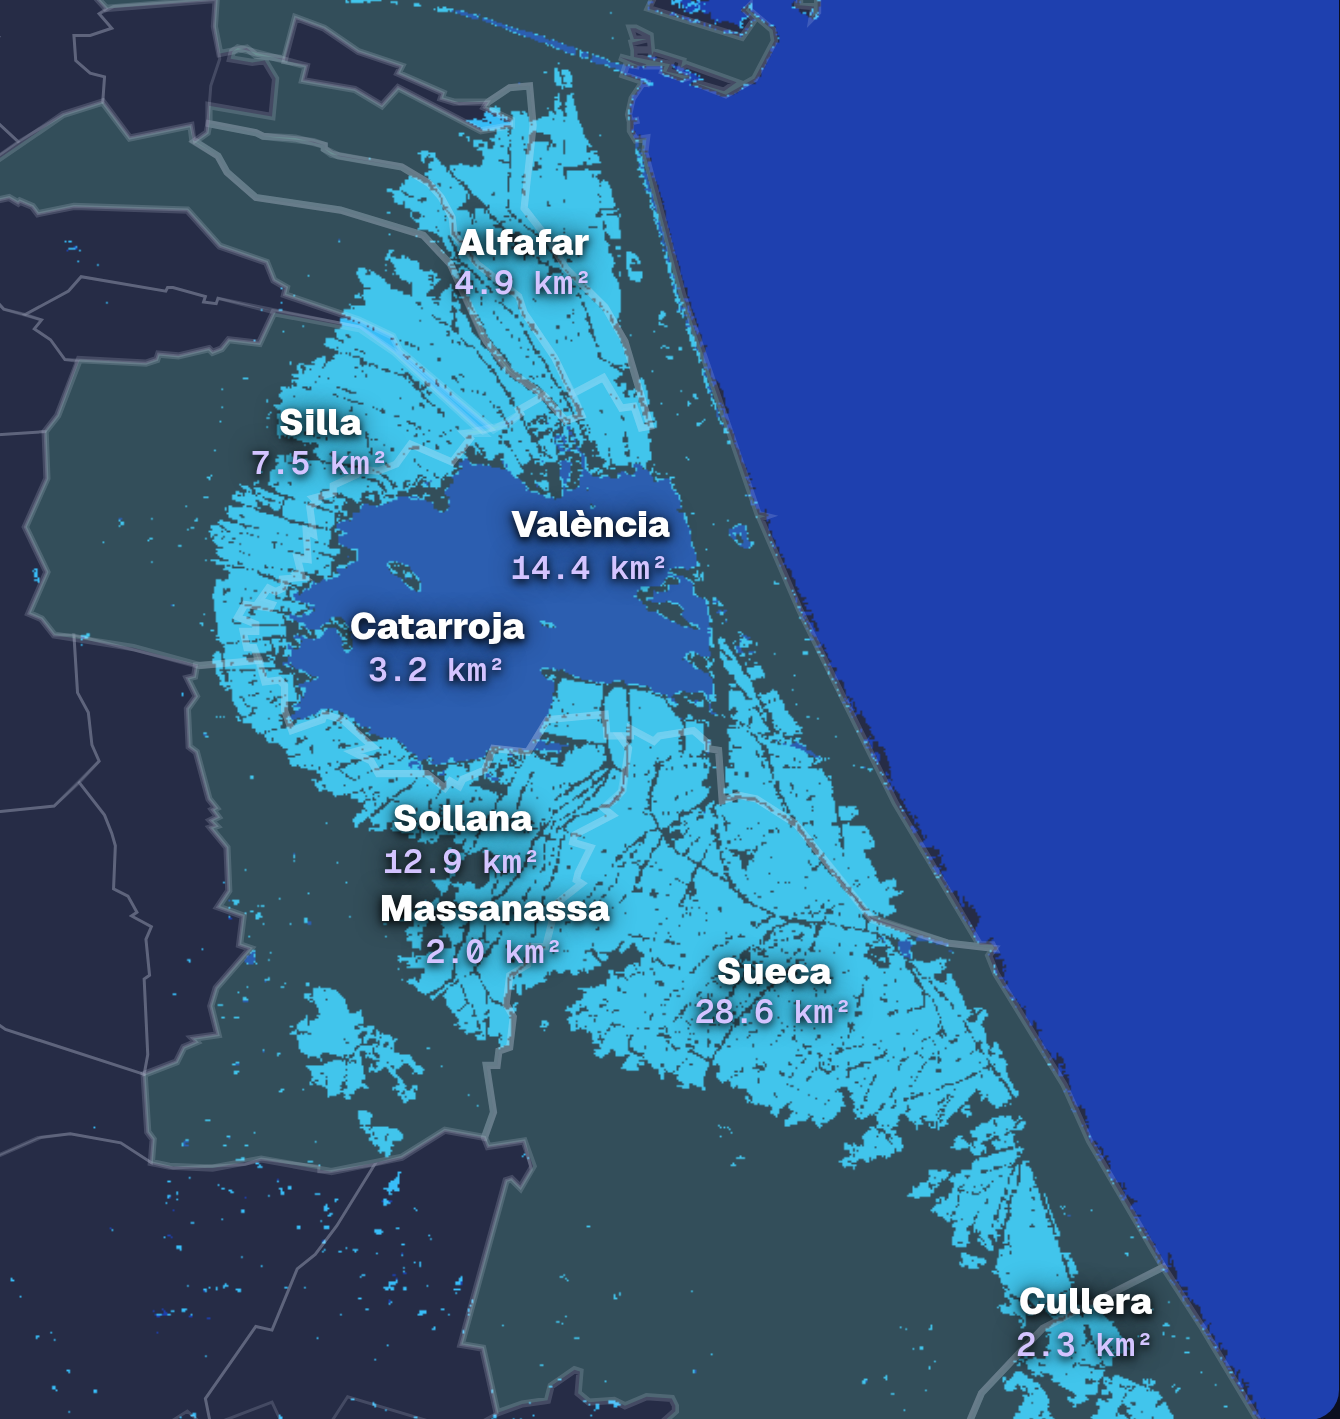 Alfafar
4.9 km²
Silla
7.5 km²
València
14.4 km²
Catarroja
3.2 km²
Sollana
12.9 km²
Massanassa
2.0 km²
Sueca
28.6 km²
Cullera
2.3 km²